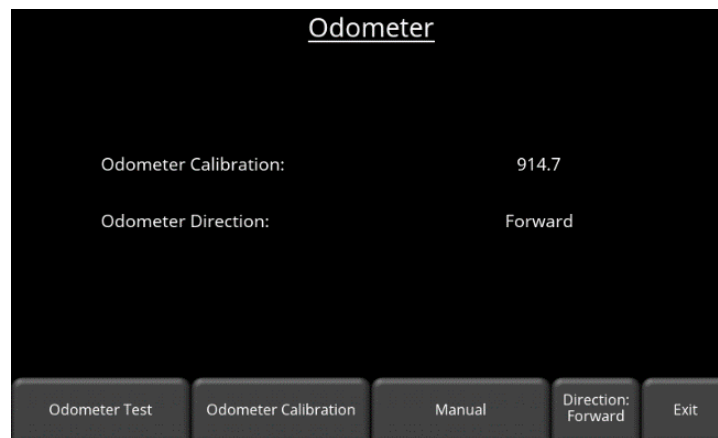 Odometer
Odometer Calibration: 914.7
Odometer Direction: Forward
Odometer Test Odometer Calibration Manual Direction: Forward Exit